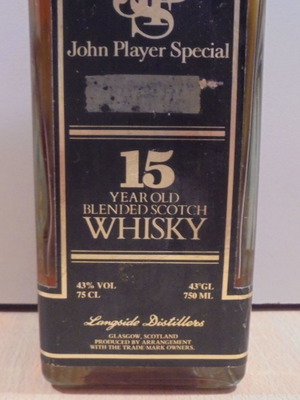 John Player Special
15
YEAR OLD
BLENDED SCOTCH
WHISKY
43% VOL 43°GL
75 CL 750 ML
Langside Distillers
GLASGOW, SCOTLAND
PRODUCED BY ARRANGEMENT
WITH THE TRADE MARK OWNERS.